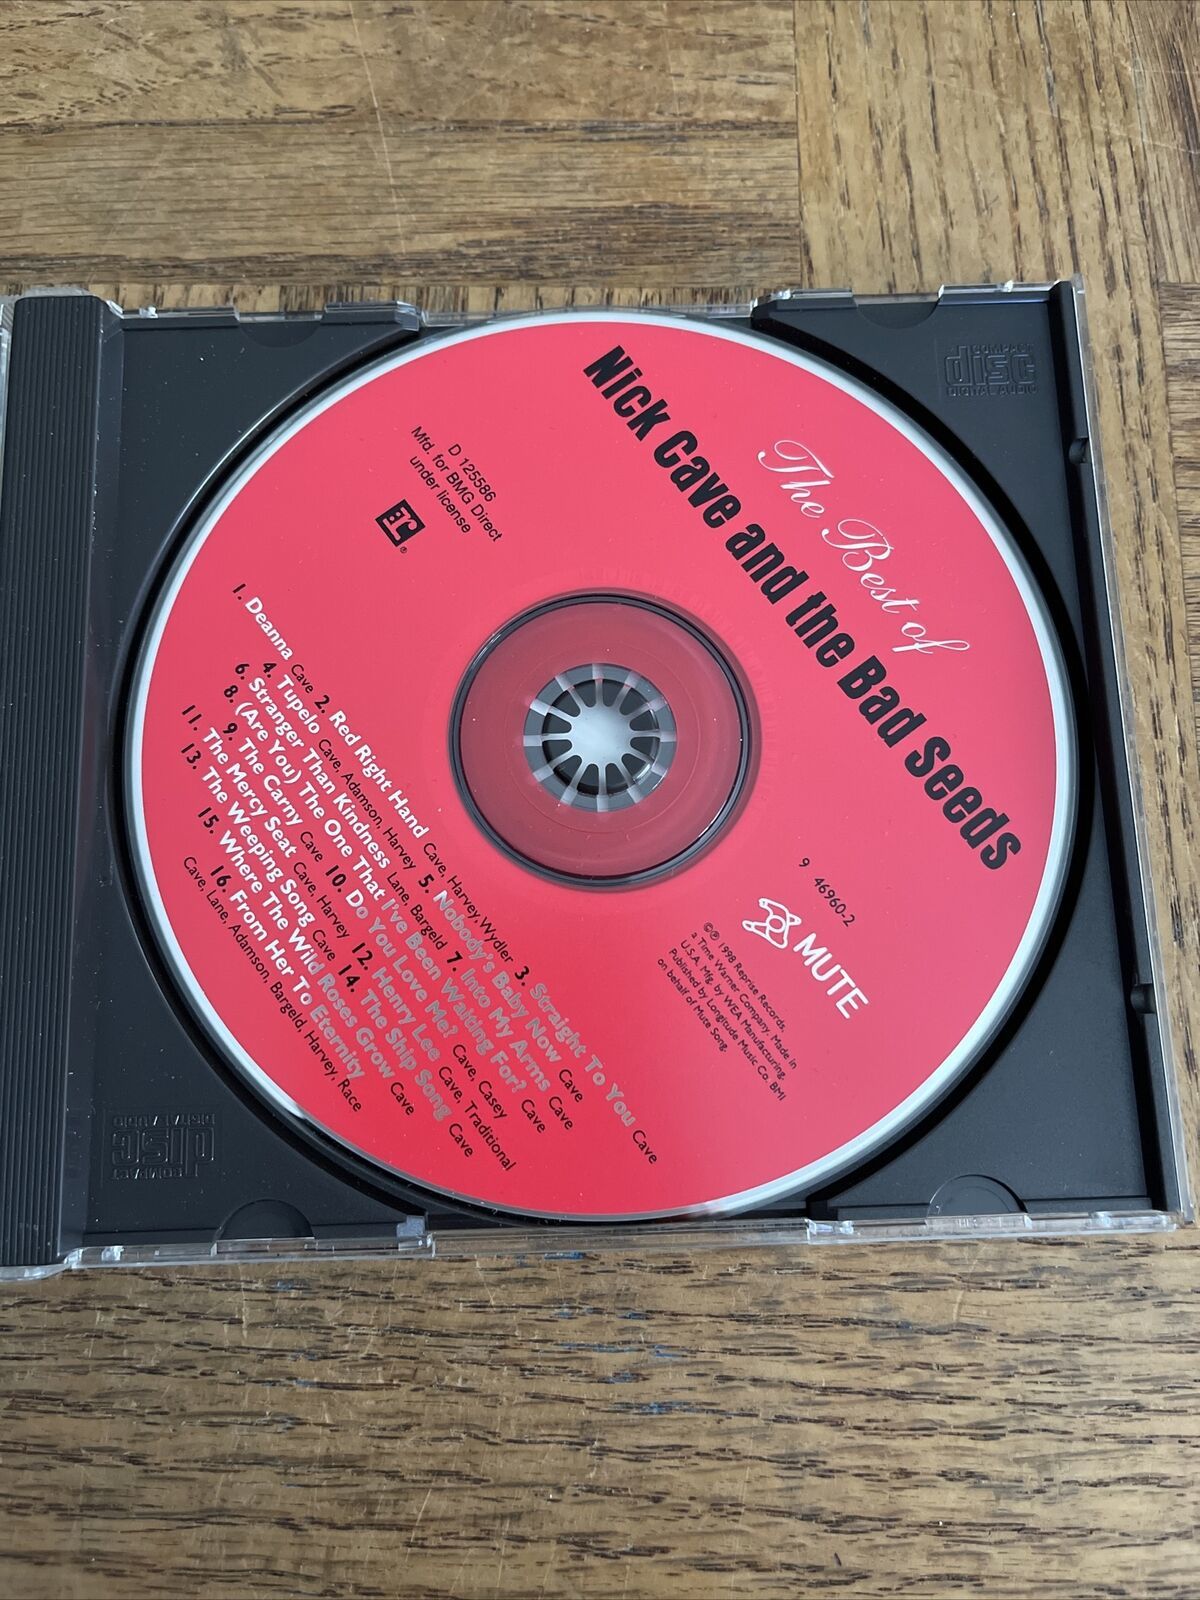 The Best of
Nick Cave and the Bad Seeds
D 125586
Mfd. for BMG Direct
under license
r
®
9 46960-2
MUTE
©℗ 1998 Reprise Records,
a Time Warner Company. Made in
U.S.A. Mfg. by WEA Manufacturing.
Published by Longitude Music Co. BMI
on behalf of Mute Song.
1. Deanna Cave 2. Red Right Hand Cave, Harvey, Wydler 3. Straight To You Cave
4. Tupelo Cave, Adamson, Harvey 5. Nobody's Baby Now Cave
6. Stranger Than Kindness Lane, Bargeld 7. Into My Arms Cave
8. (Are You) The One That I've Been Waiting For? Cave
9. The Carny Cave 10. Do You Love Me? Cave, Casey
11. The Mercy Seat Cave, Harvey 12. Henry Lee Cave, Traditional
13. The Weeping Song Cave 14. The Ship Song Cave
15. Where The Wild Roses Grow Cave
16. From Her To Eternity
Cave, Lane, Adamson, Bargeld, Harvey, Race
COMPACT
disc
DIGITAL AUDIO
COMPACT
disc
DIGITAL AUDIO